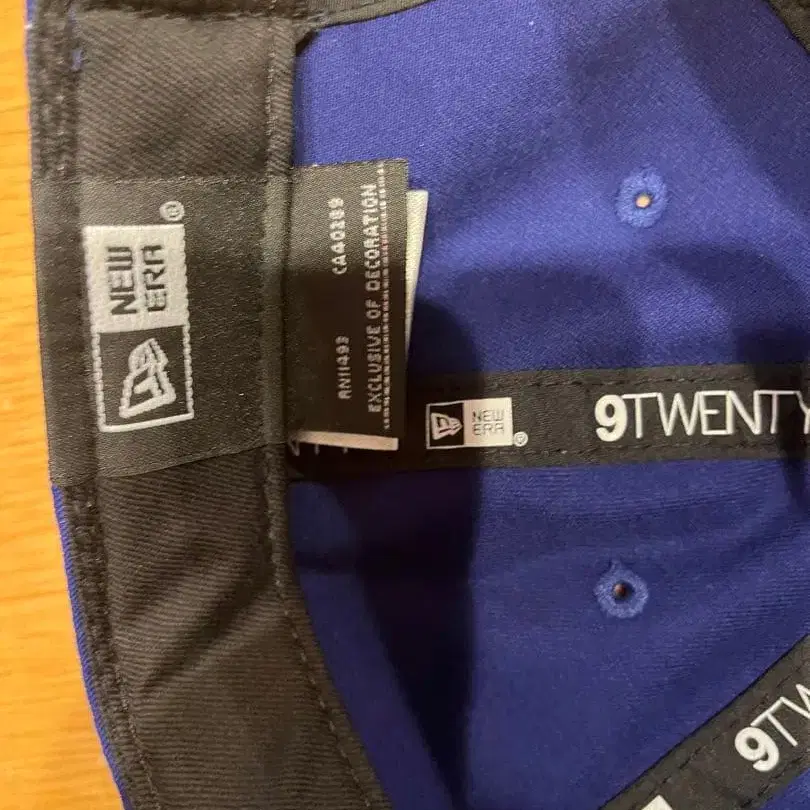 NEW
ERA
®
RN11493 CA40289
EXCLUSIVE OF DECORATION
NEW
ERA
®
9TWENTY
9TW